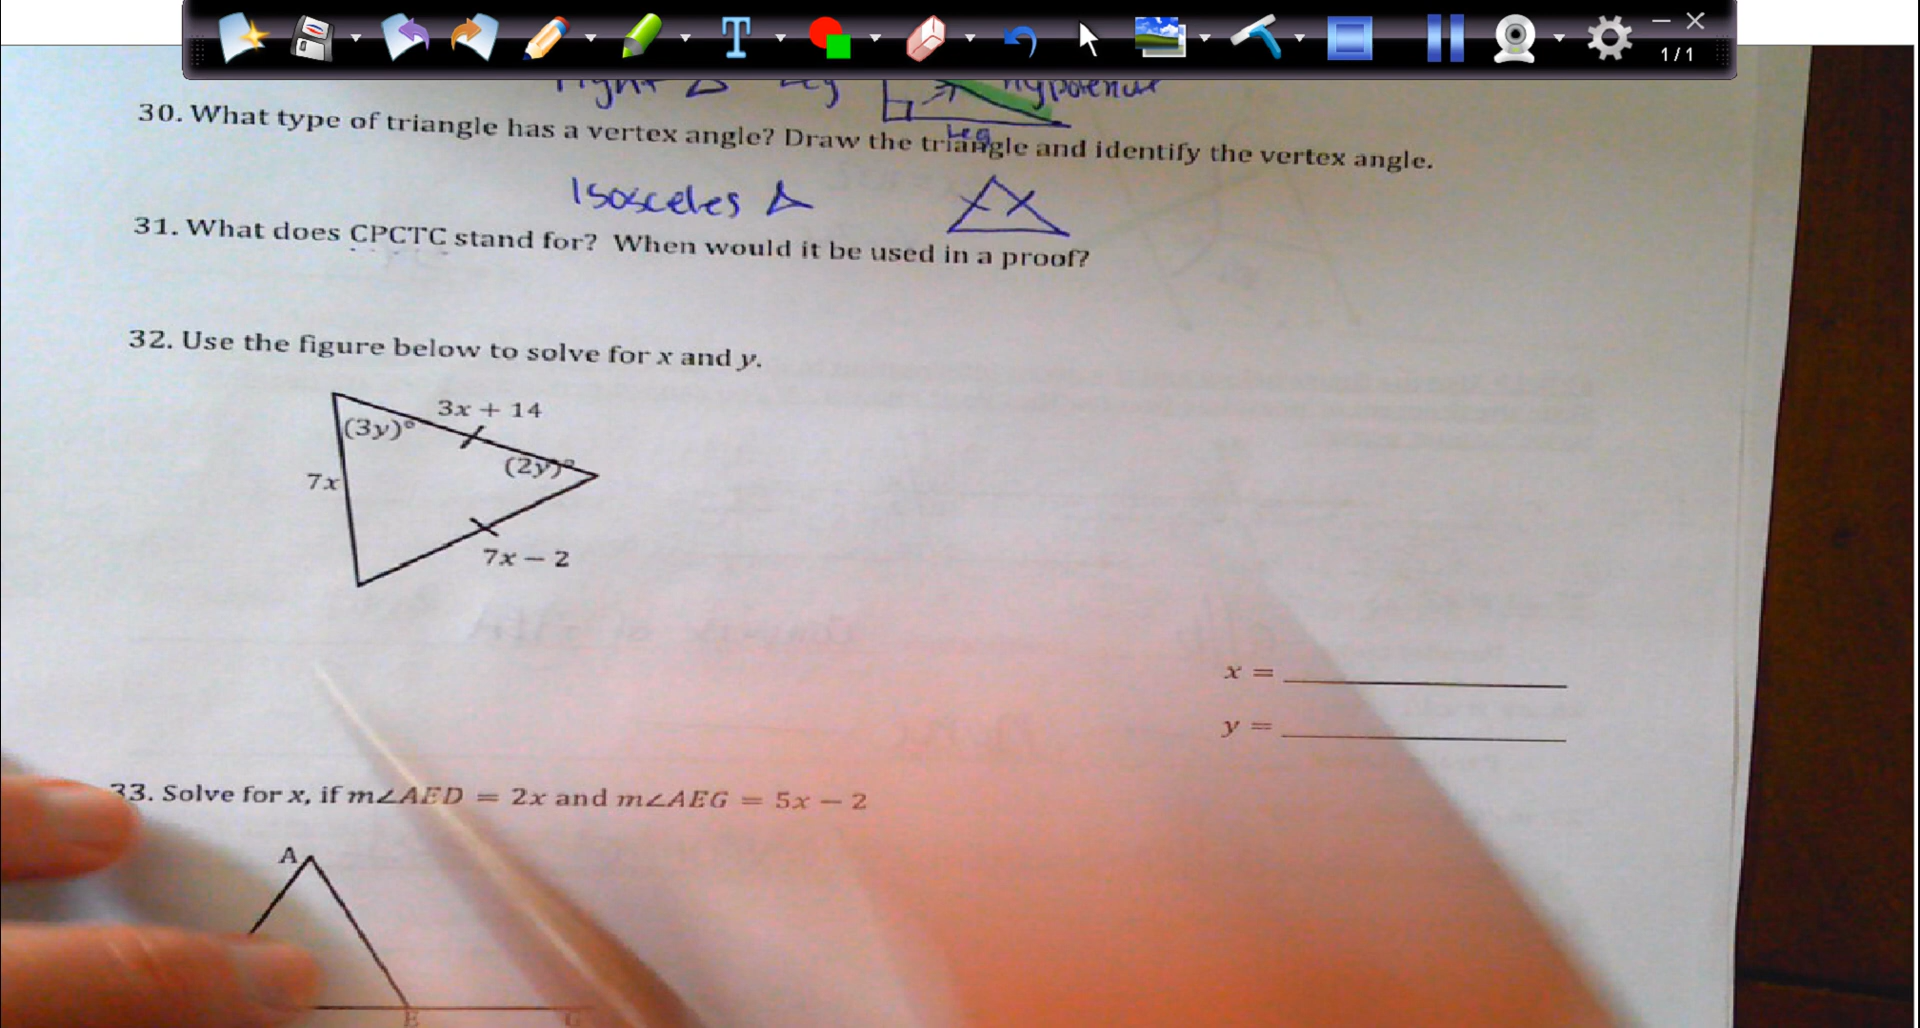 1/1
right △ Leg hypotenuse
Leg
30. What type of triangle has a vertex angle? Draw the triangle and identify the vertex angle.
Isosceles △
31. What does CPCTC stand for? When would it be used in a proof?
32. Use the figure below to solve for x and y.
3x + 14
(3y)°
(2y)°
7x
7x − 2
x =
y =
33. Solve for x, if m∠AED = 2x and m∠AEG = 5x − 2
A
E
G